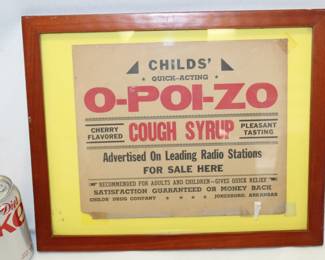 CHILDS'
QUICK-ACTING
O-POI-ZO
CHERRY FLAVORED COUGH SYRUP PLEASANT TASTING
Advertised On Leading Radio Stations
FOR SALE HERE
RECOMMENDED FOR ADULTS AND CHILDREN—GIVES QUICK RELIEF
SATISFACTION GUARANTEED OR MONEY BACK
CHILDS DRUG COMPANY JONESBORO, ARKANSAS
Diet